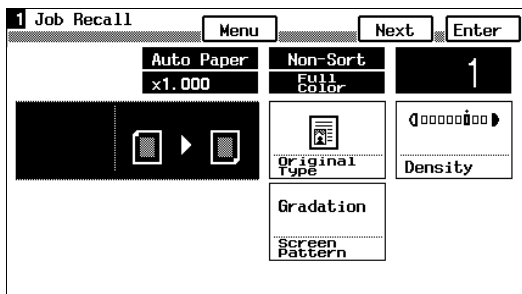 1 Job Recall
Menu
Next
Enter
Auto Paper
Non-Sort
1
x1.000
Full
Color
Original
Type
Density
Gradation
Screen
Pattern